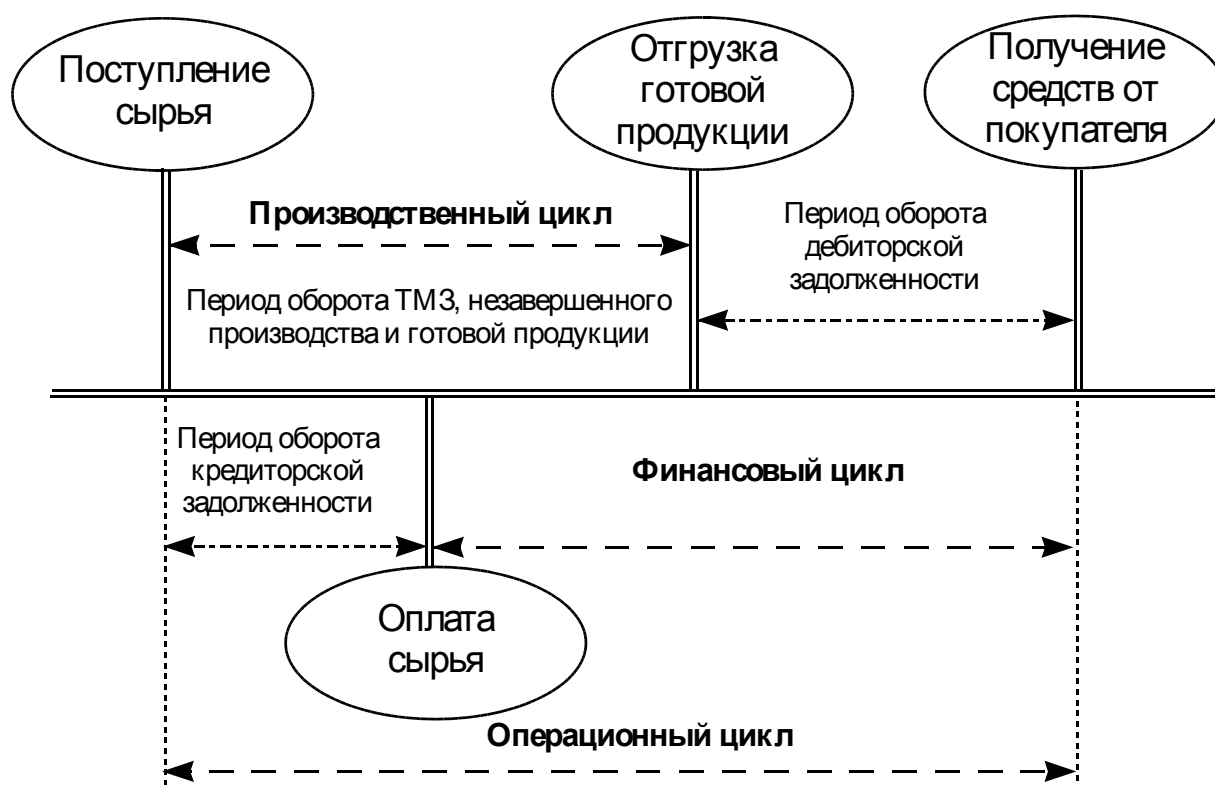 Поступление
сырья
Отгрузка
готовой
продукции
Получение
средств от
покупателя
Производственный цикл
Период оборота ТМЗ, незавершенного
производства и готовой продукции
Период оборота
дебиторской
задолженности
Период оборота
кредиторской
задолженности
Финансовый цикл
Оплата
сырья
Операционный цикл